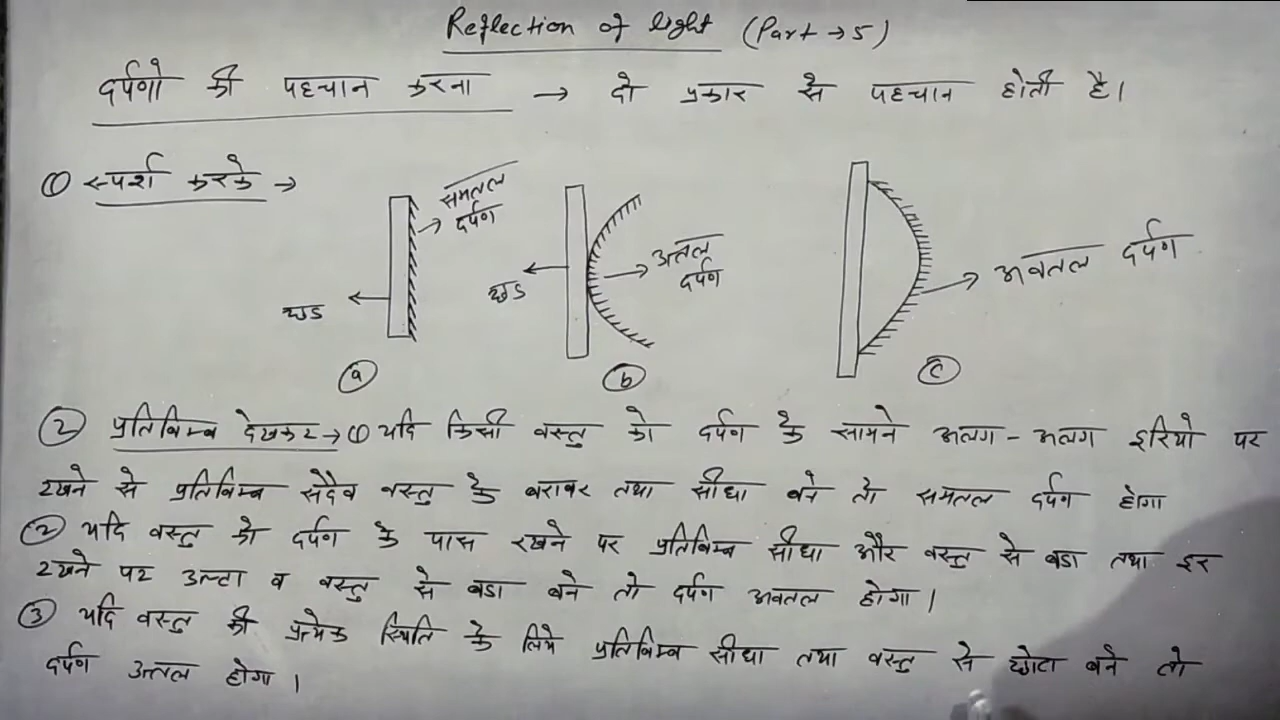 Reflection of light (Part → 5)
दर्पणो की पहचान करना → दो प्रकार से पहचान होती है।
① स्पर्श करके →
समतल
दर्पण
छड
ⓐ
उत्तल
दर्पण
छड
ⓑ
अवतल दर्पण
ⓒ
② प्रतिबिम्ब देखकर → ① यदि किसी वस्तु को दर्पण के सामने अलग - अलग दूरियो पर
रखने से प्रतिबिम्ब सदैव वस्तु के बराबर तथा सीधा बने तो समतल दर्पण होगा
② यदि वस्तु को दर्पण के पास रखने पर प्रतिबिम्ब सीधा और वस्तु से बडा तथा दूर
रखने पर उल्टा व वस्तु से बडा बने तो दर्पण अवतल होगा।
③ यदि वस्तु की प्रत्येक स्थिति के लिये प्रतिबिम्ब सीधा तथा वस्तु से छोटा बने तो
दर्पण उत्तल होगा।